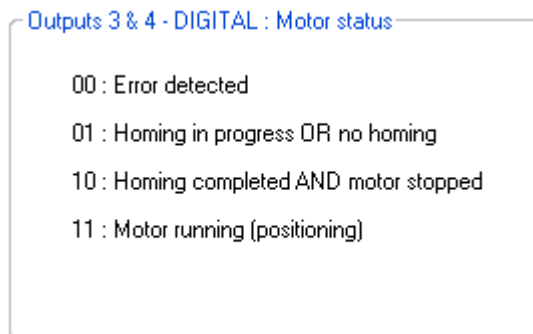 Outputs 3 & 4 - DIGITAL : Motor status
00 : Error detected
01 : Homing in progress OR no homing
10 : Homing completed AND motor stopped
11 : Motor running (positioning)